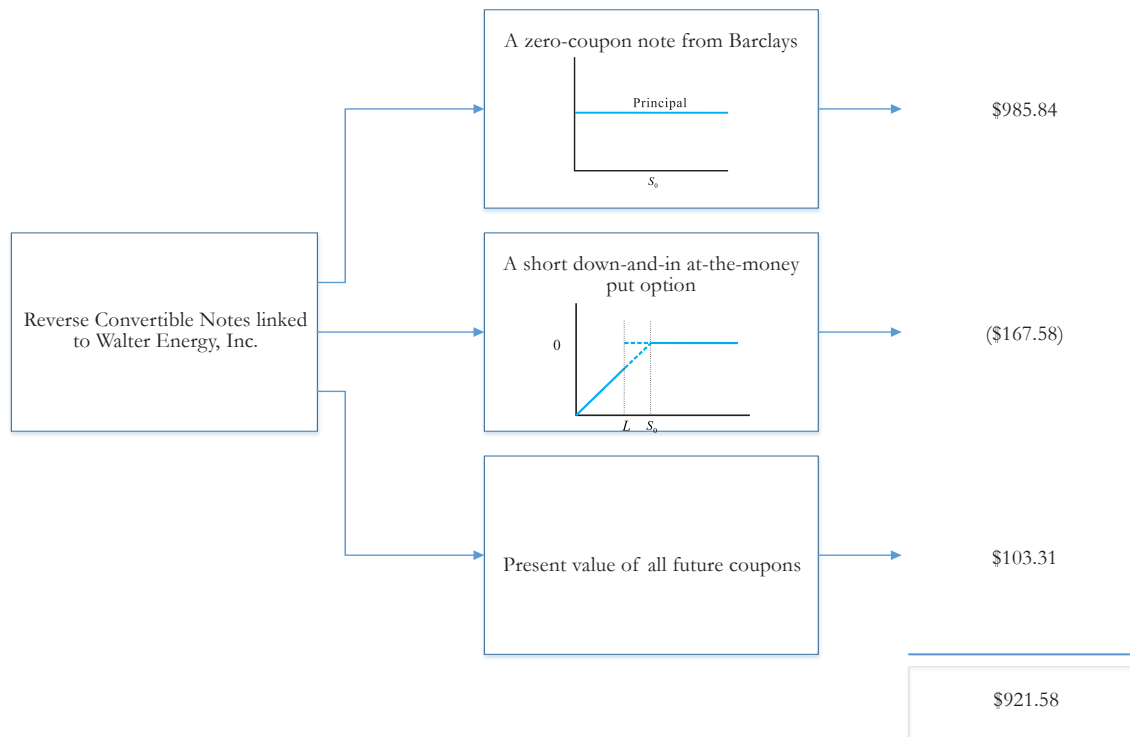 A zero-coupon note from Barclays
Principal
S₀
$985.84
Reverse Convertible Notes linked
to Walter Energy, Inc.
A short down-and-in at-the-money
put option
0
L S₀
($167.58)
Present value of all future coupons
$103.31
$921.58